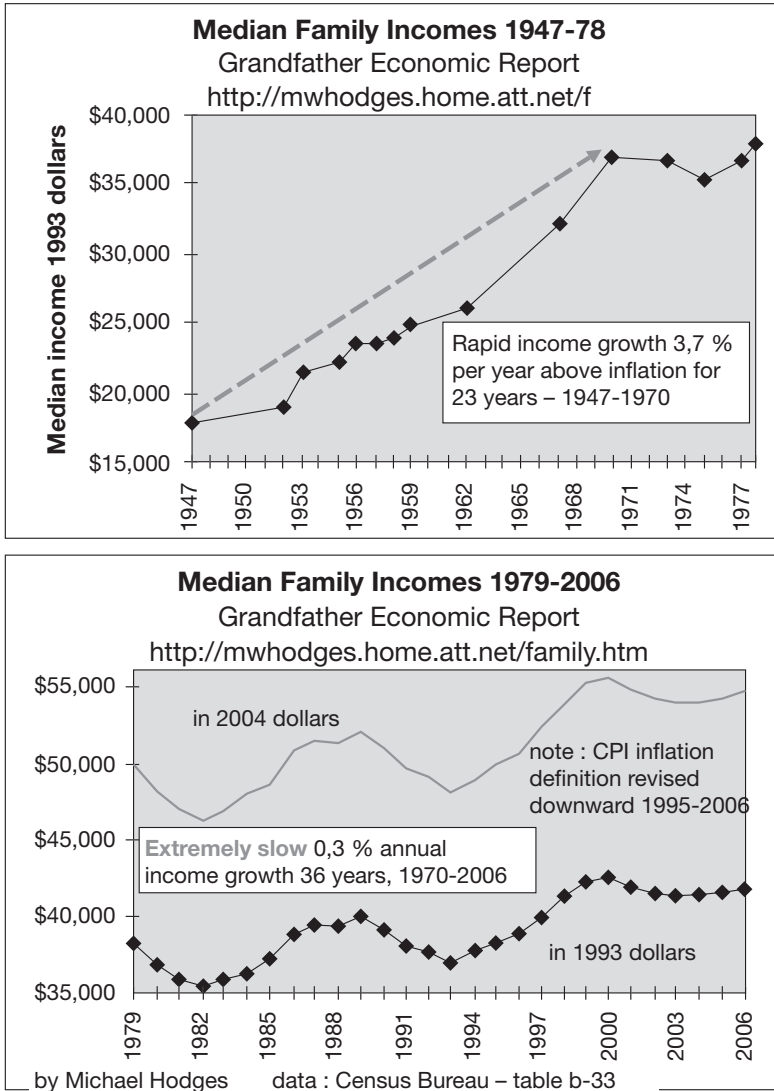 Median Family Incomes 1947-78
Grandfather Economic Report
http://mwhodges.home.att.net/f
Median income 1993 dollars
$40,000
$35,000
$30,000
$25,000
$20,000
$15,000
Rapid income growth 3,7 %
per year above inflation for
23 years – 1947-1970
1947
1950
1953
1956
1959
1962
1965
1968
1971
1974
1977
Median Family Incomes 1979-2006
Grandfather Economic Report
http://mwhodges.home.att.net/family.htm
$55,000
$50,000
$45,000
$40,000
$35,000
in 2004 dollars
note : CPI inflation
definition revised
downward 1995-2006
Extremely slow 0,3 % annual
income growth 36 years, 1970-2006
in 1993 dollars
1979
1982
1985
1988
1991
1994
1997
2000
2003
2006
by Michael Hodges data : Census Bureau – table b-33